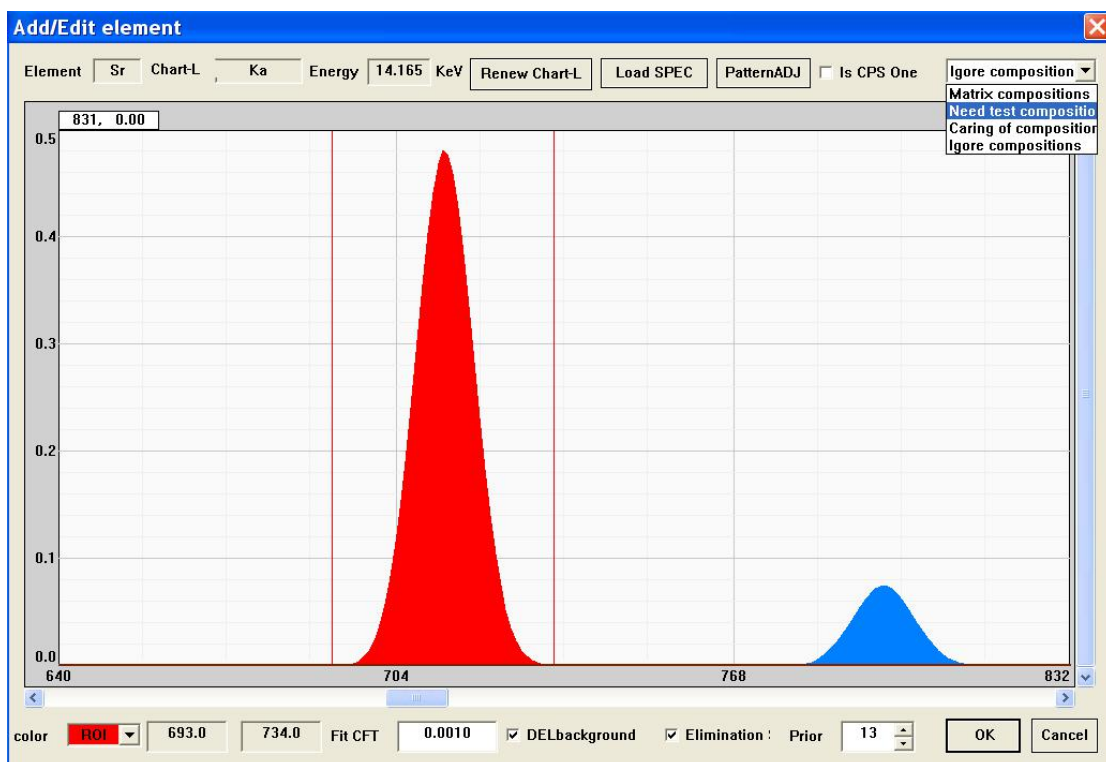 Add/Edit element
Element Sr Chart-L Ka Energy 14.165 KeV Renew Chart-L Load SPEC PatternADJ Is CPS One Igore composition
Matrix compositions
Need test compositio
Caring of composition
Igore compositions
831, 0.00
0.5
0.4
0.3
0.2
0.1
0.0
640 704 768 832
color ROI 693.0 734.0 Fit CFT 0.0010 DELbackground Elimination Prior 13 OK Cancel